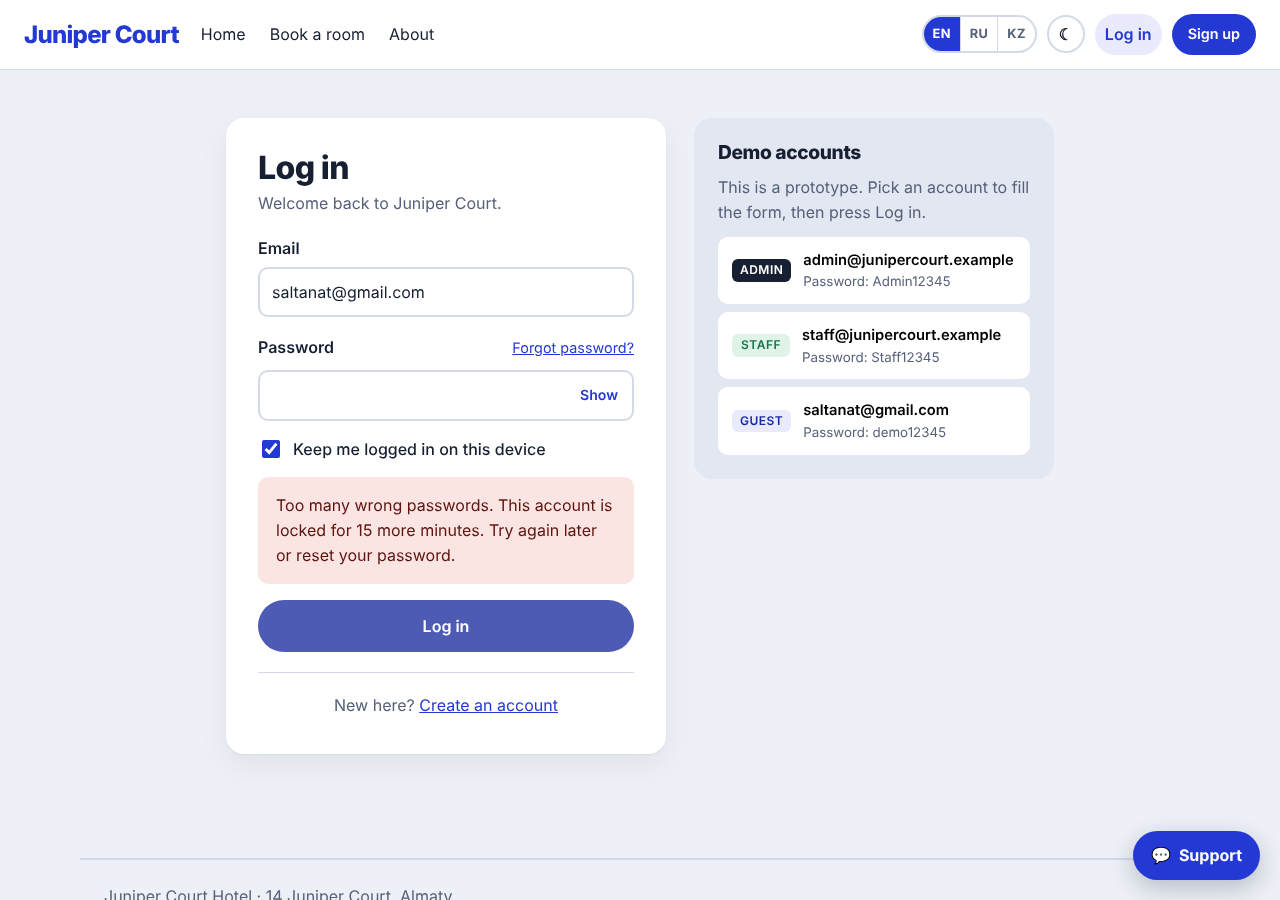 Juniper Court Home Book a room About EN RU KZ Log in Sign up
Log in
Welcome back to Juniper Court.
Email
saltanat@gmail.com
Password Forgot password?
Show
Keep me logged in on this device
Too many wrong passwords. This account is
locked for 15 more minutes. Try again later
or reset your password.
Log in
New here? Create an account
Demo accounts
This is a prototype. Pick an account to fill
the form, then press Log in.
ADMIN admin@junipercourt.example
Password: Admin12345
STAFF staff@junipercourt.example
Password: Staff12345
GUEST saltanat@gmail.com
Password: demo12345
Support
Juniper Court Hotel · 14 Juniper Court, Almaty